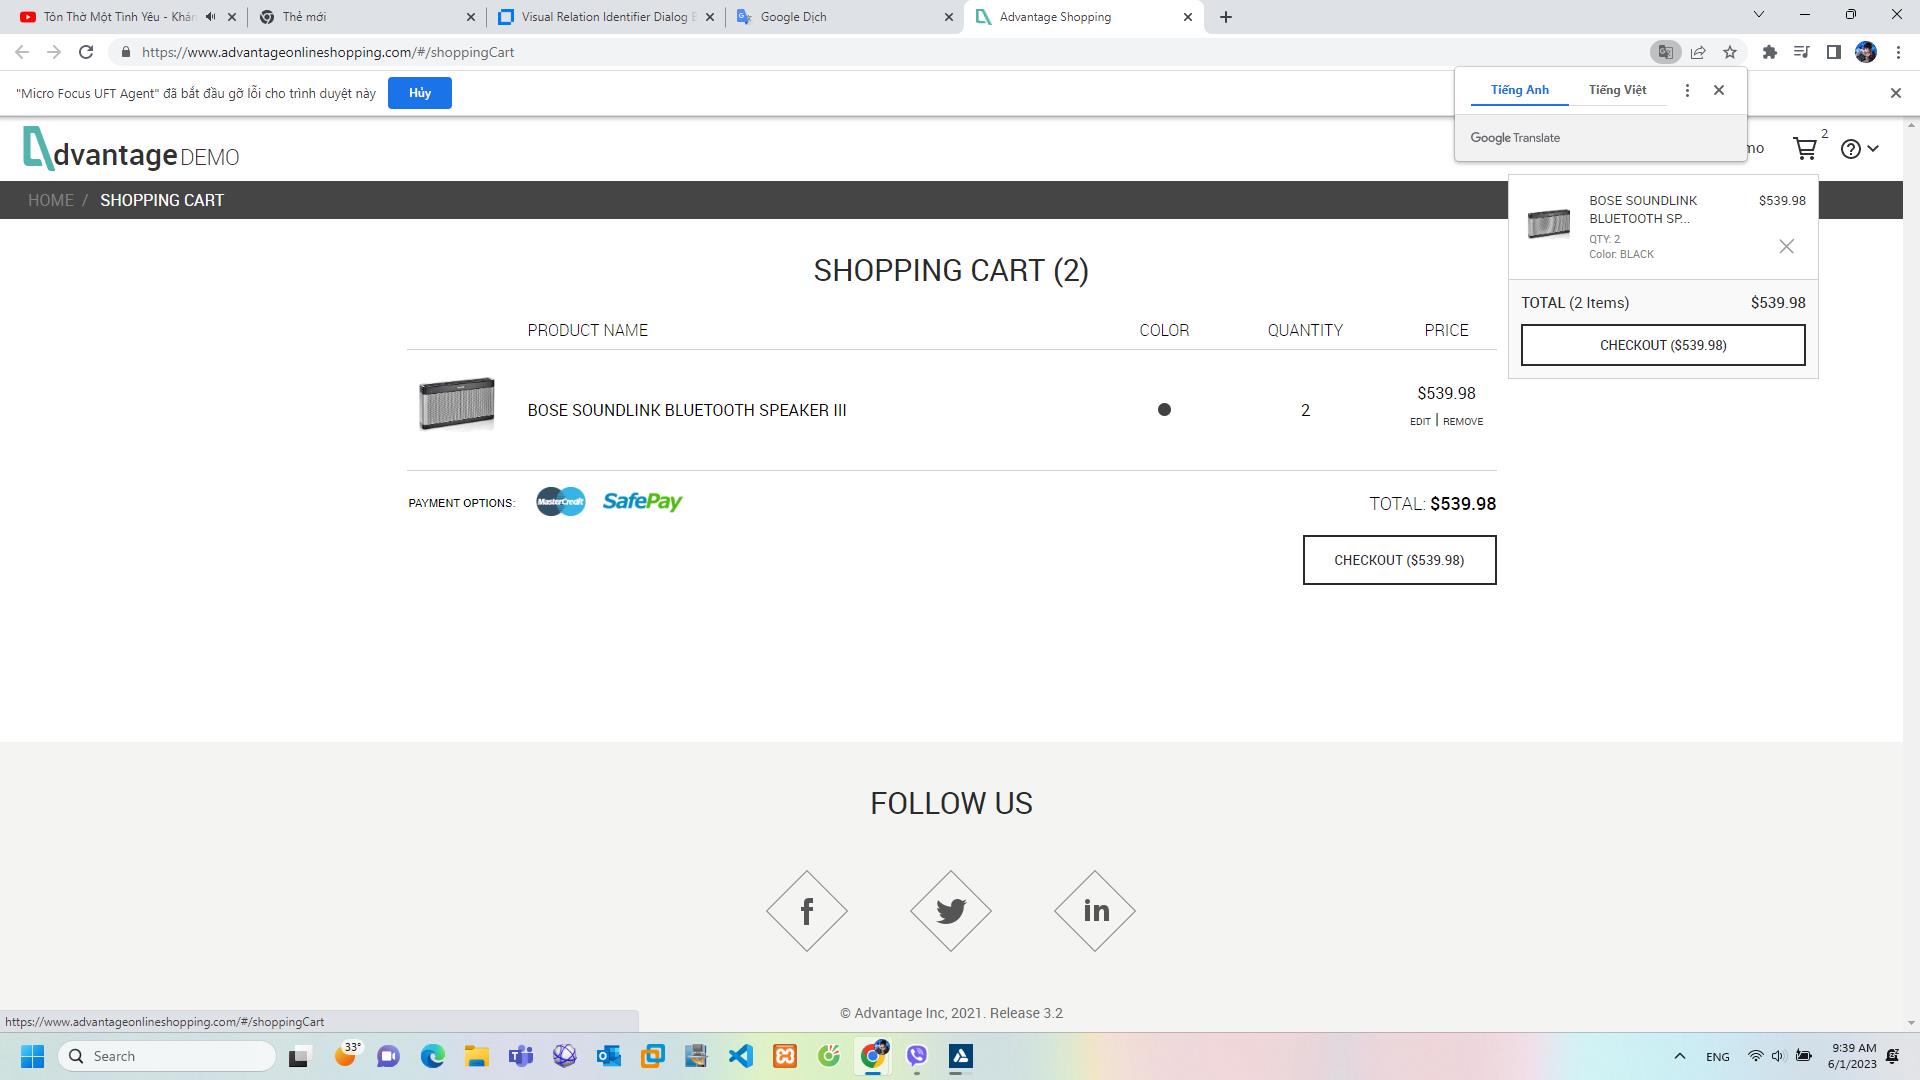 Tôn Thờ Một Tình Yêu - Khán
Thẻ mới
Visual Relation Identifier Dialog B
Google Dịch
Advantage Shopping
https://www.advantageonlineshopping.com/#/shoppingCart
"Micro Focus UFT Agent" đã bắt đầu gỡ lỗi cho trình duyệt này
Hủy
Tiếng Anh
Tiếng Việt
Google Translate
dvantage DEMO
mo
2
HOME / SHOPPING CART
BOSE SOUNDLINK
BLUETOOTH SP...
$539.98
QTY: 2
Color: BLACK
TOTAL (2 Items) $539.98
CHECKOUT ($539.98)
SHOPPING CART (2)
PRODUCT NAME COLOR QUANTITY PRICE
BOSE SOUNDLINK BLUETOOTH SPEAKER III 2 $539.98
EDIT | REMOVE
PAYMENT OPTIONS: MasterCredit SafePay
TOTAL: $539.98
CHECKOUT ($539.98)
FOLLOW US
f
in
© Advantage Inc, 2021. Release 3.2
https://www.advantageonlineshopping.com/#/shoppingCart
Search
33°
ENG
9:39 AM
6/1/2023